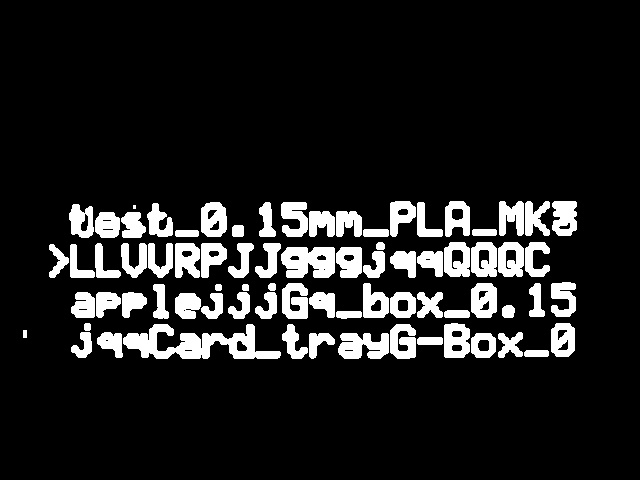 test_0.15mm_PLA_MK3
>LLVVRPJJgggjqqQQQC
applejjjGq_box_0.15
jqqCard_trayG-Box_0